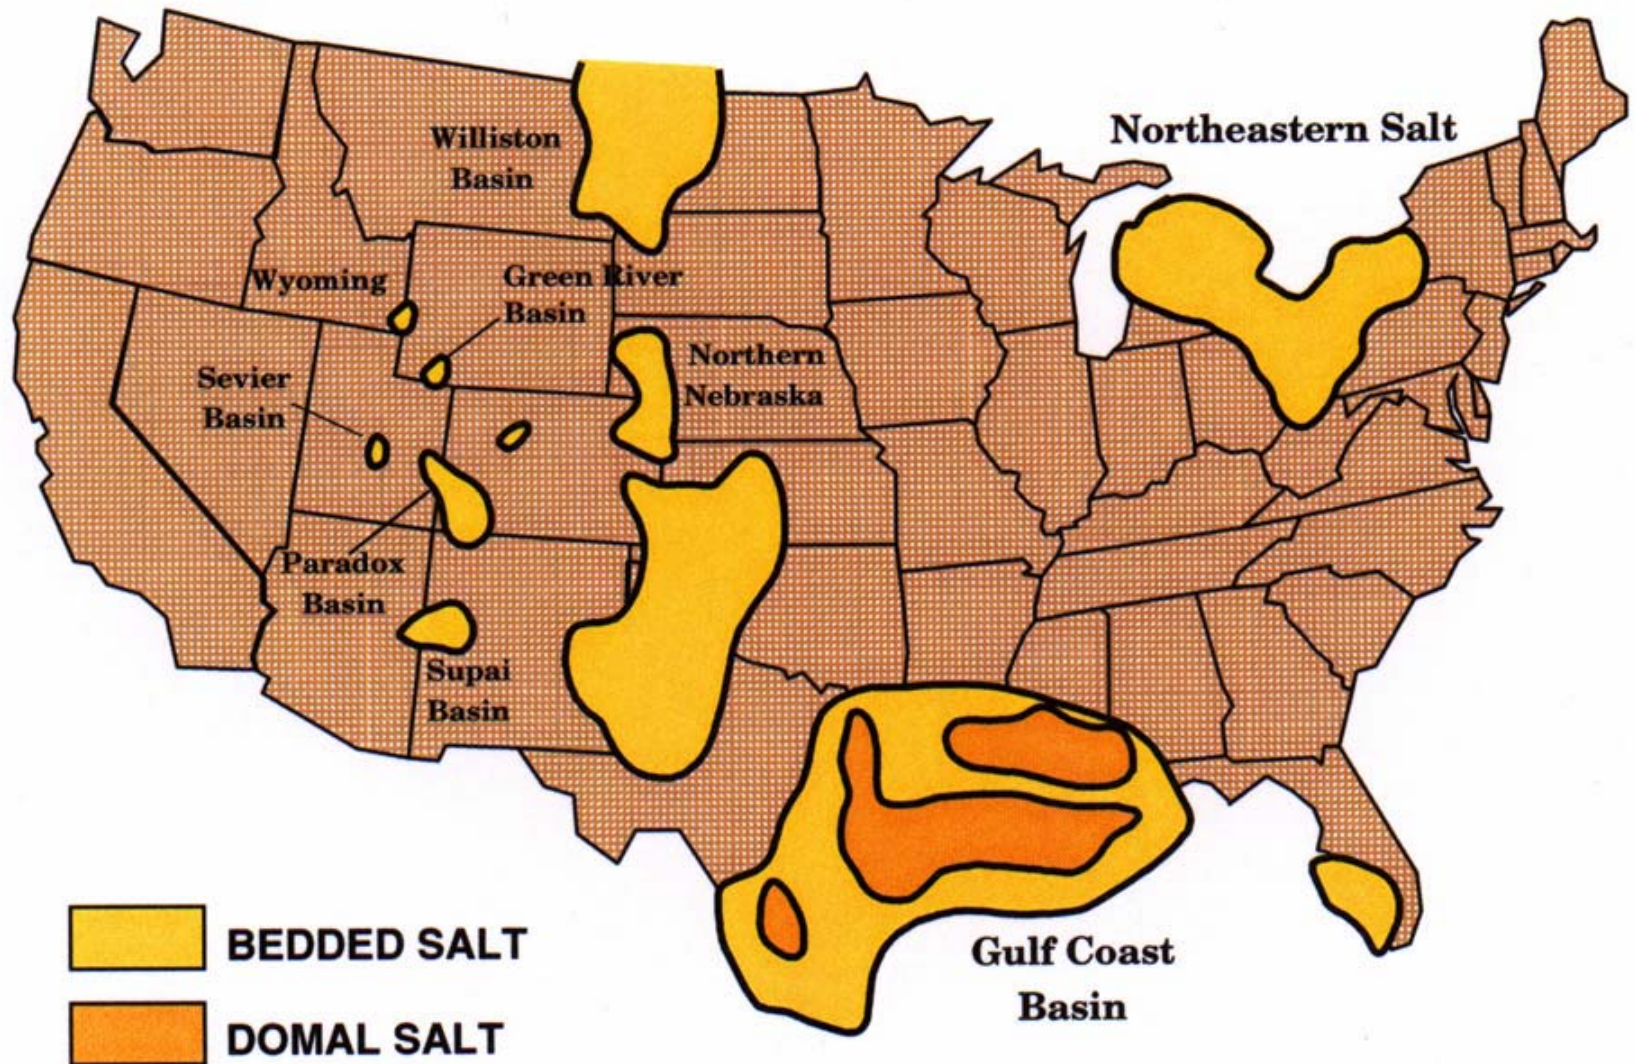 Northeastern Salt
Williston
Basin
Wyoming
Green River
Basin
Sevier
Basin
Northern
Nebraska
Paradox
Basin
Supai
Basin
Gulf Coast
Basin
BEDDED SALT
DOMAL SALT